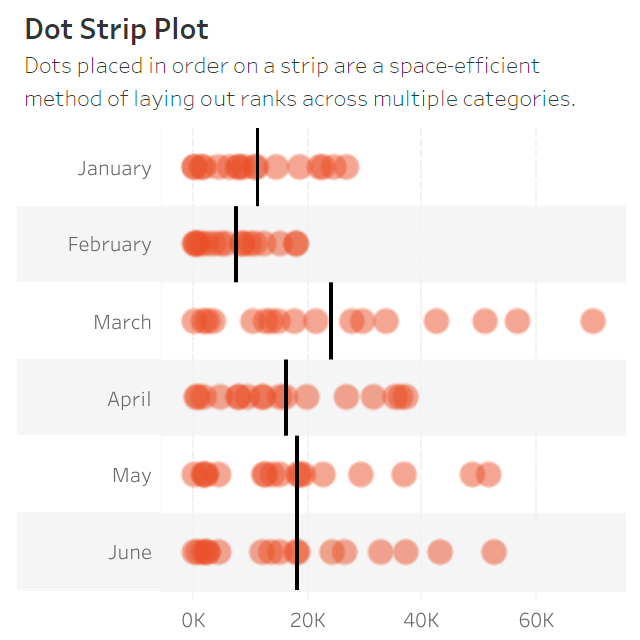 Dot Strip Plot
Dots placed in order on a strip are a space-efficient
method of laying out ranks across multiple categories.
January
February
March
April
May
June
0K 20K 40K 60K